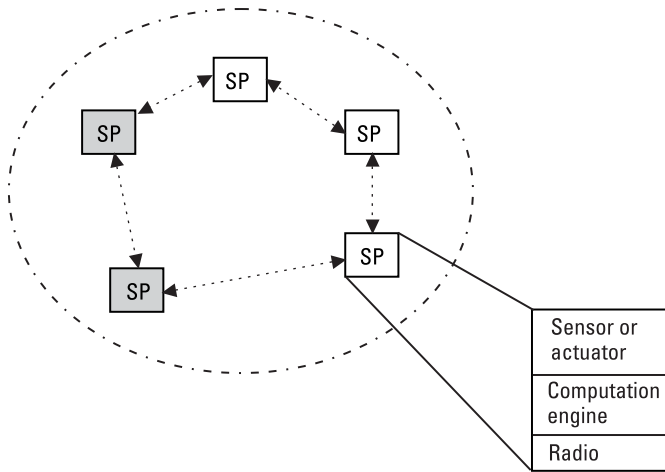 SP
SP
SP
SP
SP
Sensor or
actuator
Computation
engine
Radio